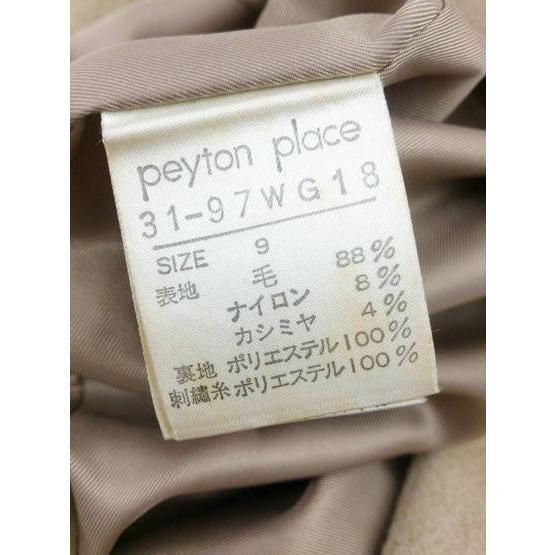 peyton place
31-97WG18
SIZE 9
表地 毛 88%
ナイロン 8%
カシミヤ 4%
裏地 ポリエステル100%
刺繍糸ポリエステル100%